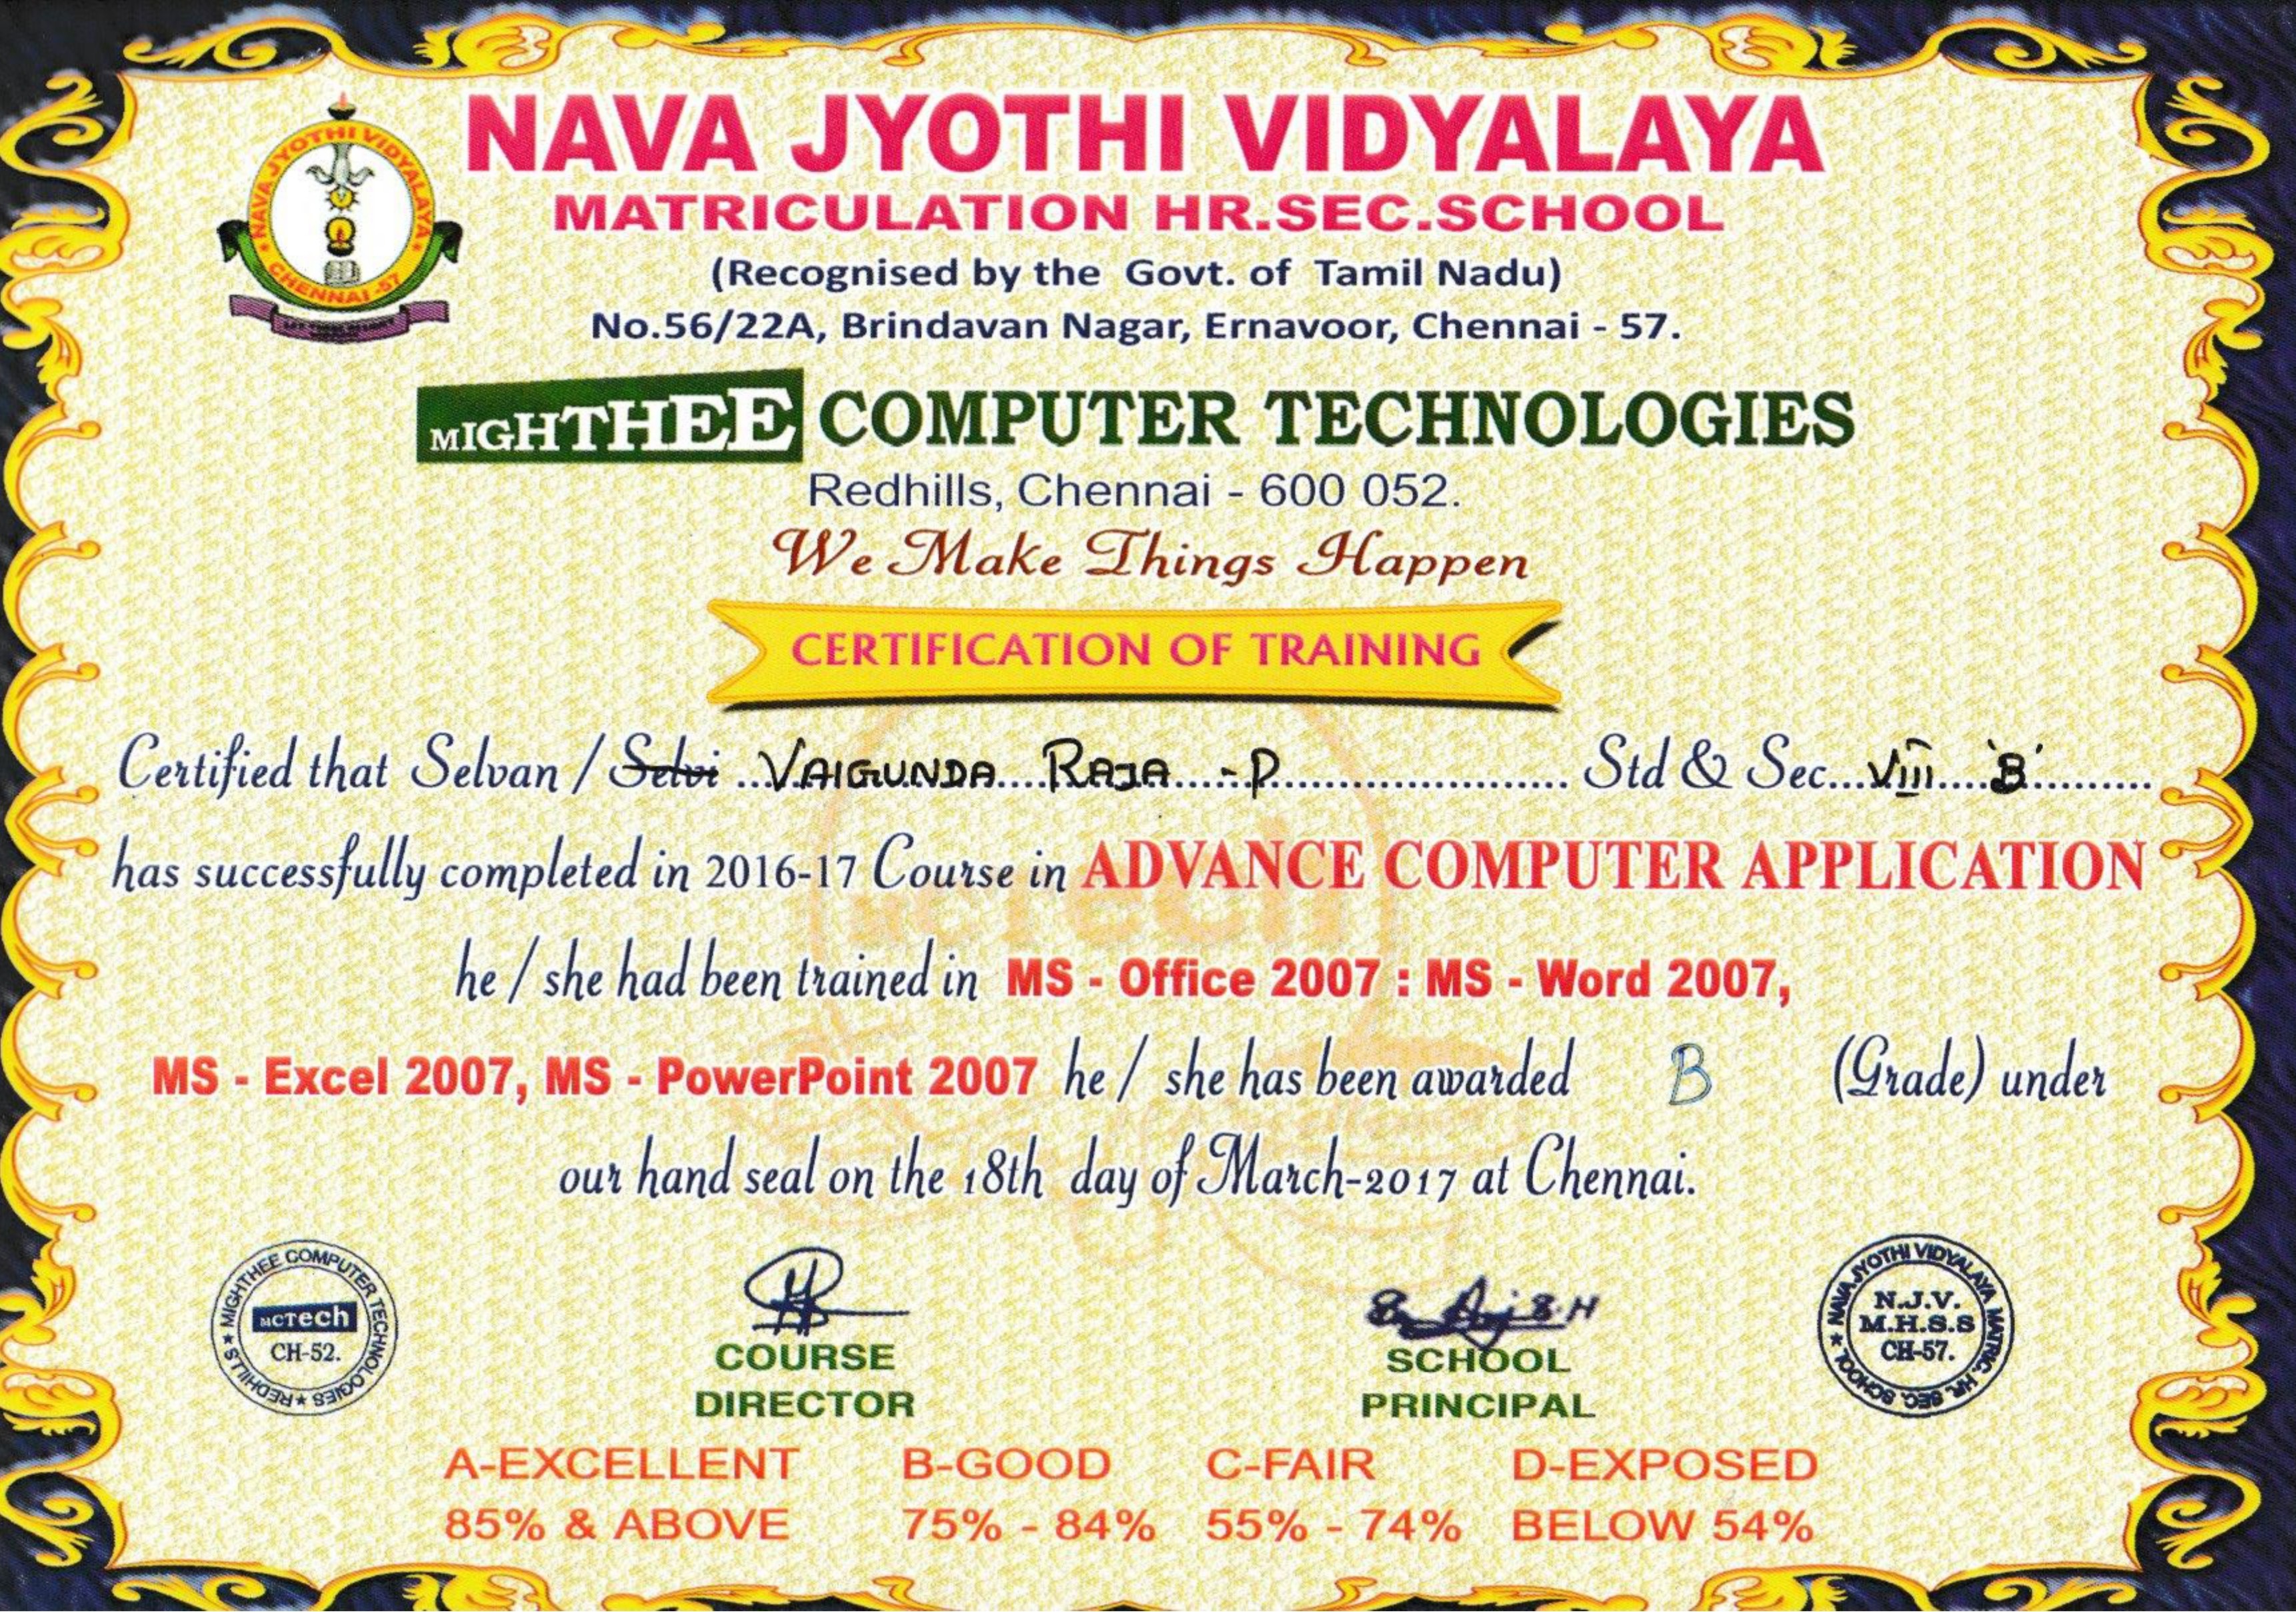 NAVA JYOTHI VIDYALAYA
NAVA JYOTHI VIDYALAYA
CHENNAI -57
MATRICULATION HR.SEC.SCHOOL
(Recognised by the Govt. of Tamil Nadu)
No.56/22A, Brindavan Nagar, Ernavoor, Chennai - 57.
MIGHTHEE COMPUTER TECHNOLOGIES
Redhills, Chennai - 600 052.
We Make Things Happen
CERTIFICATION OF TRAINING
Certified that Selvan / Selvi ..VAIGUNDA....RAJA....-P...................... Std & Sec...VIII....'B'..........
has successfully completed in 2016-17 Course in ADVANCE COMPUTER APPLICATION
he / she had been trained in MS - Office 2007 : MS - Word 2007,
MS - Excel 2007, MS - PowerPoint 2007 he / she has been awarded B (Grade) under
our hand seal on the 18th day of March-2017 at Chennai.
MIGHTHEE COMPUTER TECHNOLOGIES ★ REDHILLS ★
MCTech
CH-52.
COURSE
DIRECTOR
SCHOOL
PRINCIPAL
NAVA JYOTHI VIDYALAYA MATRIC. HR. SEC. SCHOOL ★
N.J.V.
M.H.S.S
CH-57.
A-EXCELLENT B-GOOD C-FAIR D-EXPOSED
85% & ABOVE 75% - 84% 55% - 74% BELOW 54%